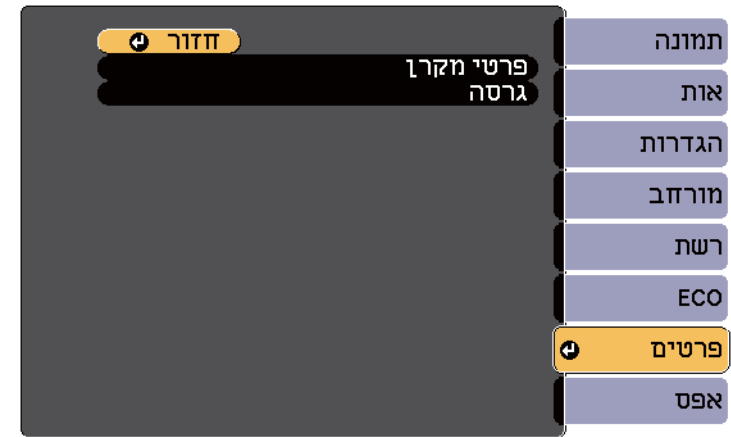 תמונה
אות
הגדרות
מורחב
רשת
ECO
פרטים
אפס
חזור
פרטי מקרן
גרסה